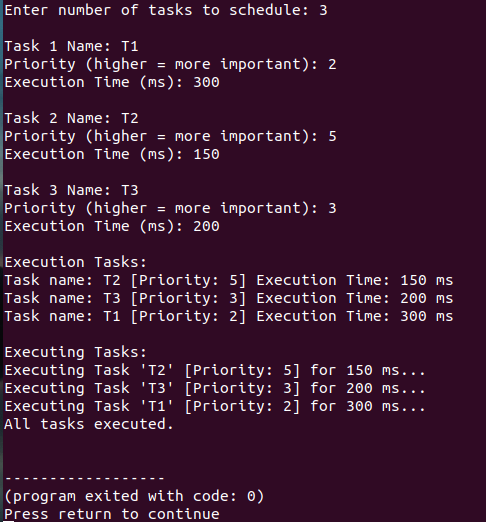 Enter number of tasks to schedule: 3
Task 1 Name: T1
Priority (higher = more important): 2
Execution Time (ms): 300
Task 2 Name: T2
Priority (higher = more important): 5
Execution Time (ms): 150
Task 3 Name: T3
Priority (higher = more important): 3
Execution Time (ms): 200
Execution Tasks:
Task name: T2 [Priority: 5] Execution Time: 150 ms
Task name: T3 [Priority: 3] Execution Time: 200 ms
Task name: T1 [Priority: 2] Execution Time: 300 ms
Executing Tasks:
Executing Task 'T2' [Priority: 5] for 150 ms...
Executing Task 'T3' [Priority: 3] for 200 ms...
Executing Task 'T1' [Priority: 2] for 300 ms...
All tasks executed.
------------------
(program exited with code: 0)
Press return to continue